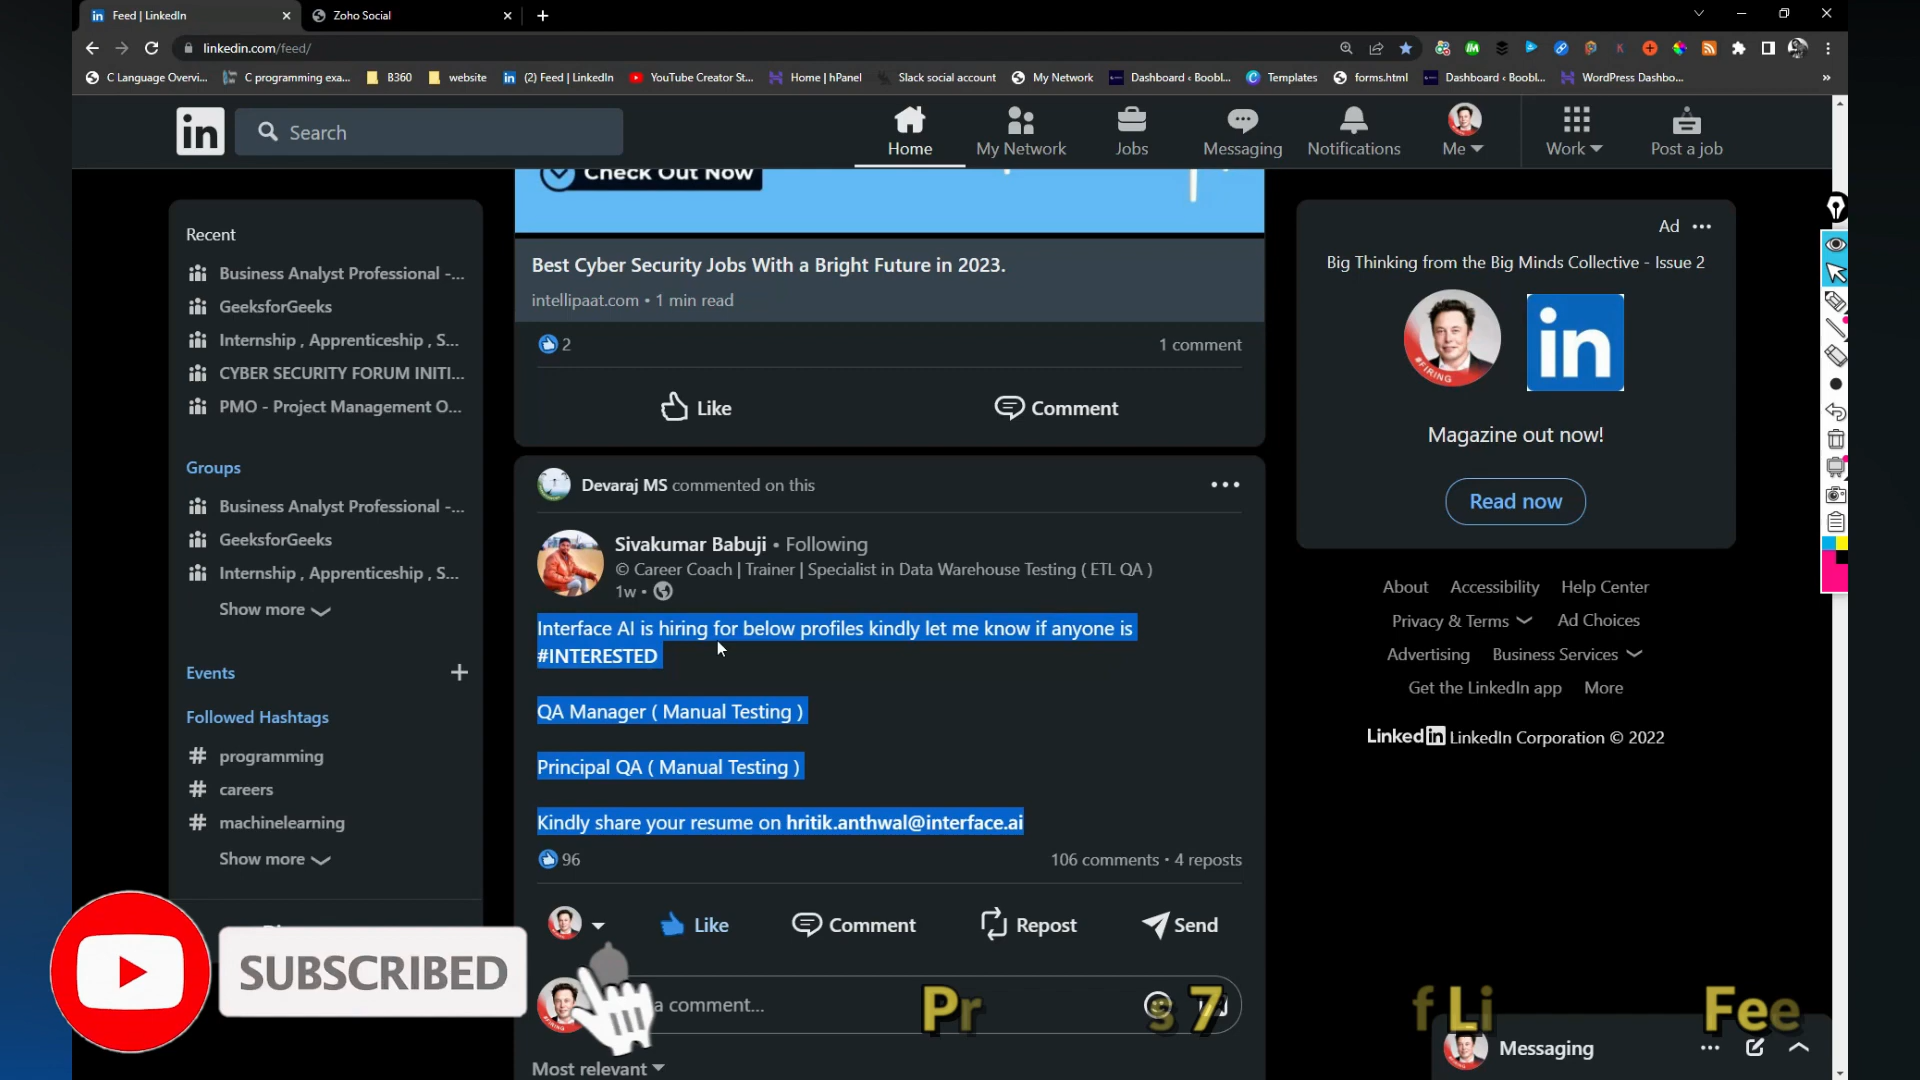 Feed | LinkedIn
Zoho Social
linkedin.com/feed/
C Language Overvi...
C programming exa...
B360
website
(2) Feed | LinkedIn
YouTube Creator St...
Home | hPanel
Slack social account
My Network
Dashboard ‹ Boobl...
Templates
forms.html
Dashboard ‹ Boobl...
WordPress Dashbo...
in
Search
Home
My Network
Jobs
Messaging
Notifications
Me
Work
Post a job
Recent
Business Analyst Professional -...
GeeksforGeeks
Internship , Apprenticeship , S...
CYBER SECURITY FORUM INITI...
PMO - Project Management O...
Groups
Business Analyst Professional -...
GeeksforGeeks
Internship , Apprenticeship , S...
Show more
Events
Followed Hashtags
# programming
# careers
# machinelearning
Show more
Check Out Now
Best Cyber Security Jobs With a Bright Future in 2023.
intellipaat.com • 1 min read
2
1 comment
Like
Comment
Devaraj MS commented on this
Sivakumar Babuji • Following
© Career Coach | Trainer | Specialist in Data Warehouse Testing ( ETL QA )
1w •
Interface AI is hiring for below profiles kindly let me know if anyone is
#INTERESTED
QA Manager ( Manual Testing )
Principal QA ( Manual Testing )
Kindly share your resume on hritik.anthwal@interface.ai
96
106 comments • 4 reposts
Like
Comment
Repost
Send
a comment...
Most relevant
Ad
Big Thinking from the Big Minds Collective - Issue 2
#FIRING
in
Magazine out now!
Read now
About
Accessibility
Help Center
Privacy & Terms
Ad Choices
Advertising
Business Services
Get the LinkedIn app
More
LinkedIn LinkedIn Corporation © 2022
SUBSCRIBED
Pr s 7 f Li Fee
Messaging